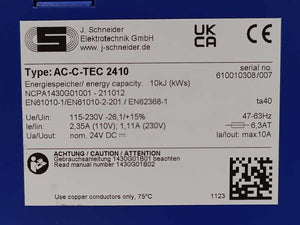 J. Schneider
Elektrotechnik GmbH
www.j-schneider.de
UK
CA
Type: AC-C-TEC 2410
serial no.
610010308/007
Energiespeicher/ energy capacity: 10kJ (kWs)
NCPA1430G01001 - 211012
EN61010-1/EN61010-2-201 / EN62368-1
ta40
Ue/Uin: 115-230V -26,1/+15%
47-63Hz
Ie/Iin: 2,35A (110V); 1,11A (230V)
6,3AT
Ua/Uout: nom. 24V DC
Ia/Iout: max.10A
ACHTUNG / CAUTION / ATTENTION
Gebrauchsanleitung 1430G01B01 beachten
Read manual number 1430G01B02
Use copper conductors only, 75°C
1123